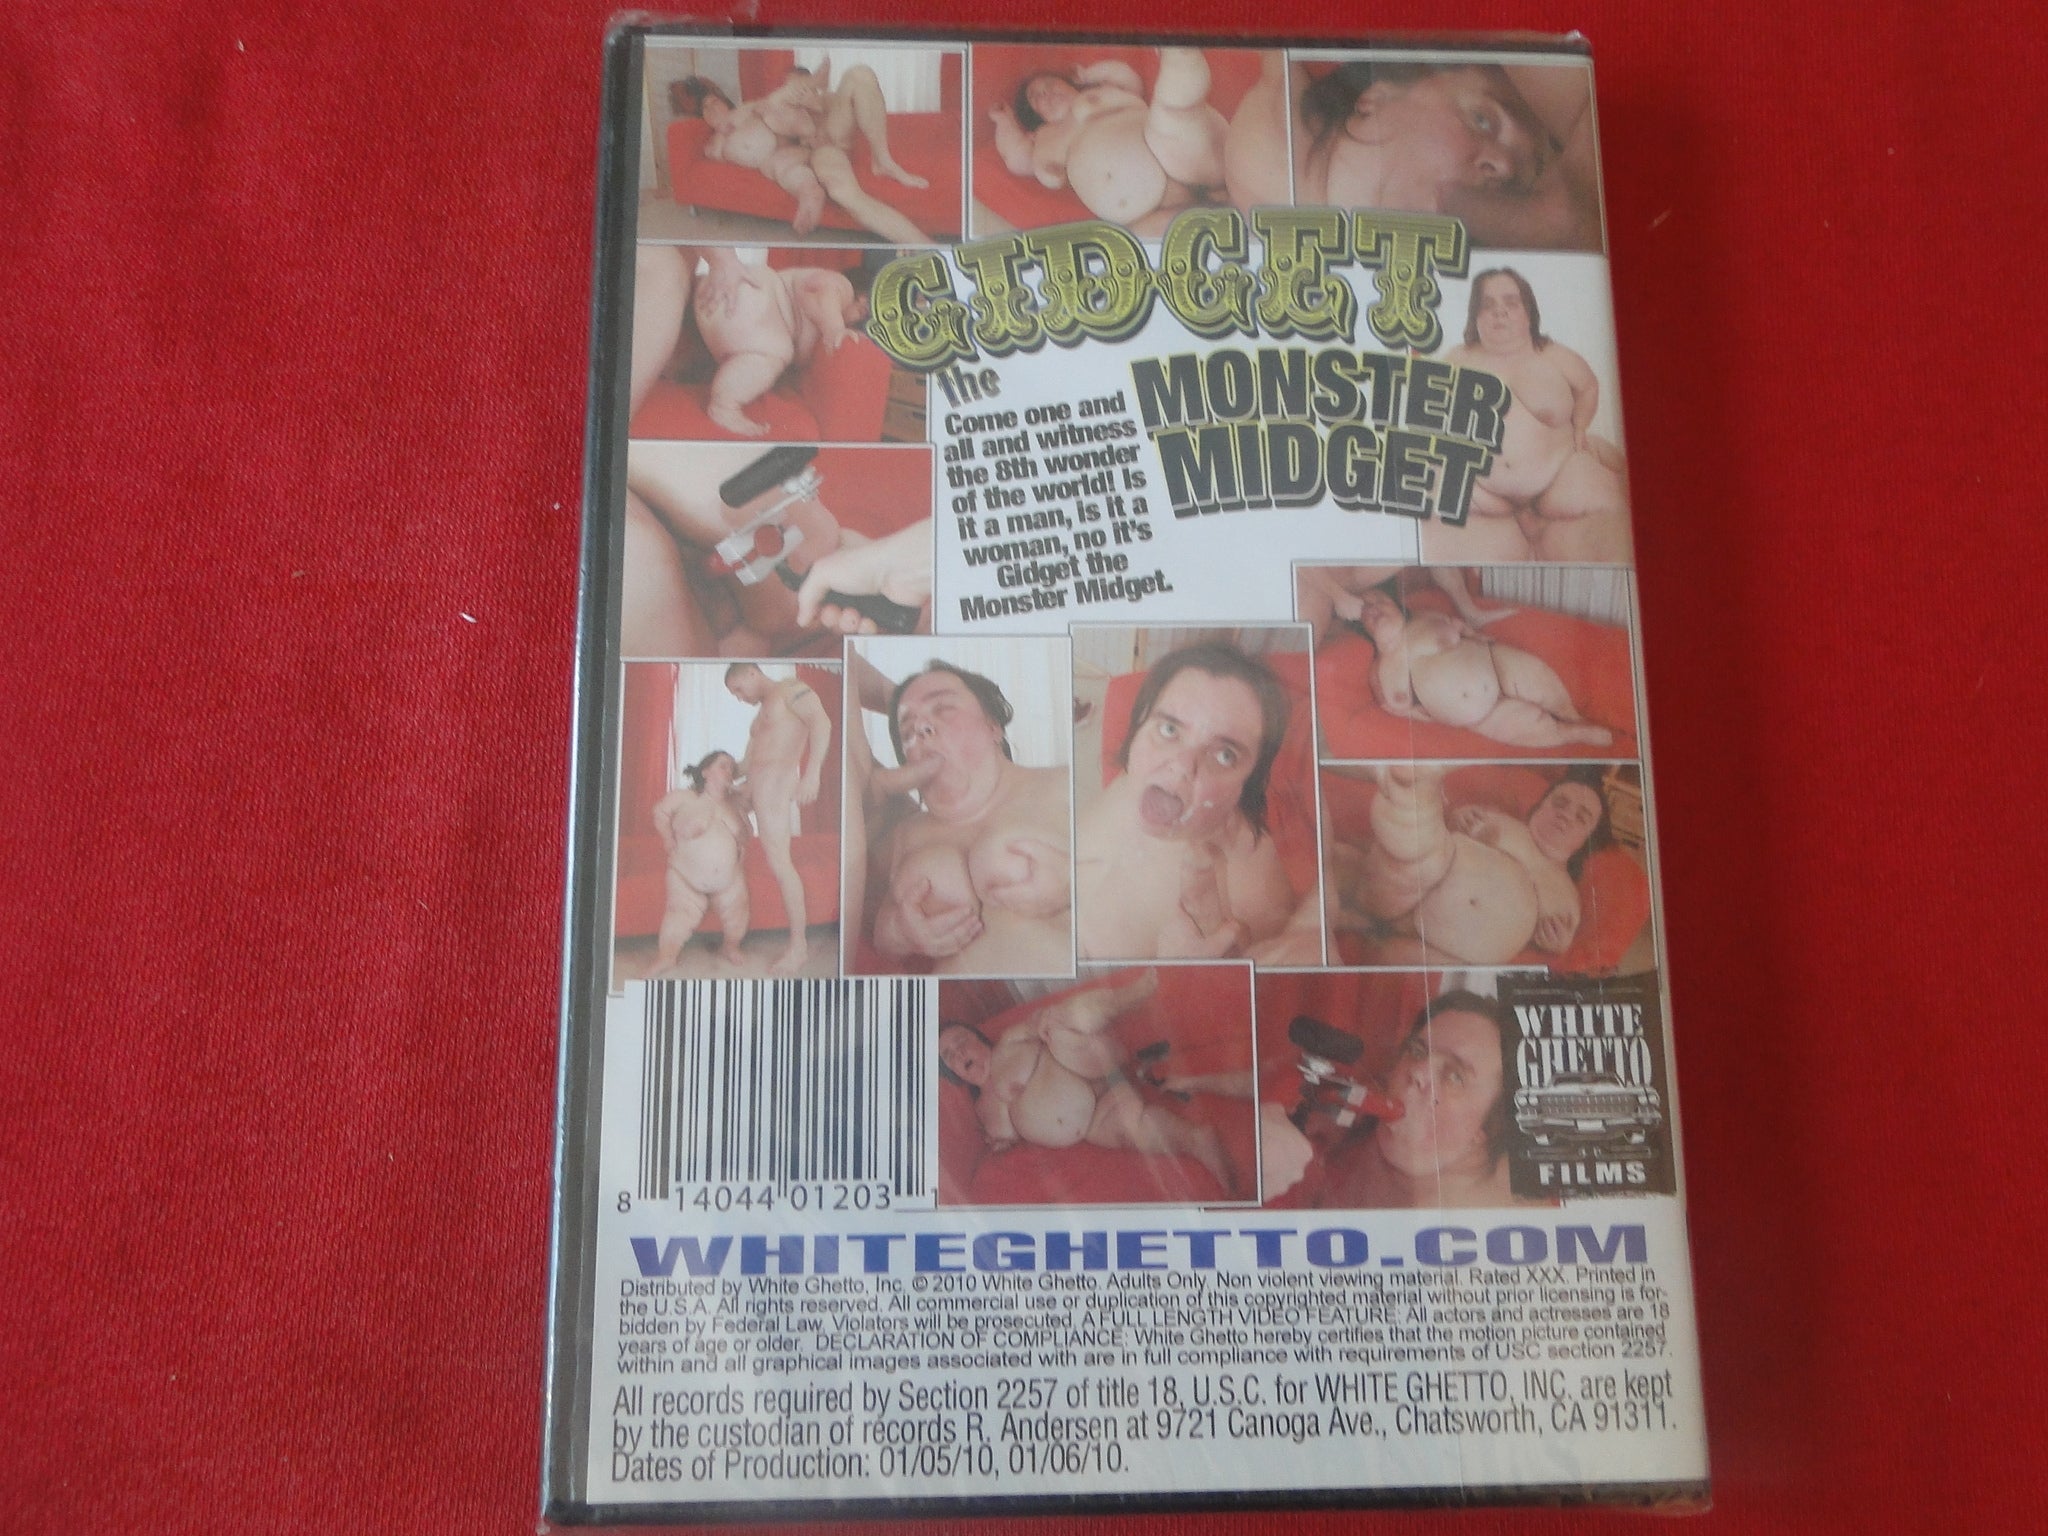 GIDGET
the
MONSTER
MIDGET
Come one and
all and witness
the 8th wonder
of the world! Is
it a man, is it a
woman, no it's
Gidget the
Monster Midget.
WHITE
GHETTO
FILMS
8 14044 01203 1
WHITEGHETTO.COM
Distributed by White Ghetto, Inc. © 2010 White Ghetto. Adults Only. Non violent viewing material. Rated XXX. Printed in
the U.S.A. All rights reserved. All commercial use or duplication of this copyrighted material without prior licensing is for-
bidden by Federal Law. Violators will be prosecuted. A FULL LENGTH VIDEO FEATURE: All actors and actresses are 18
years of age or older. DECLARATION OF COMPLIANCE: White Ghetto hereby certifies that the motion picture contained
within and all graphical images associated with are in full compliance with requirements of USC section 2257.
All records required by Section 2257 of title 18, U.S.C. for WHITE GHETTO, INC. are kept
by the custodian of records R. Andersen at 9721 Canoga Ave., Chatsworth, CA 91311.
Dates of Production: 01/05/10, 01/06/10.